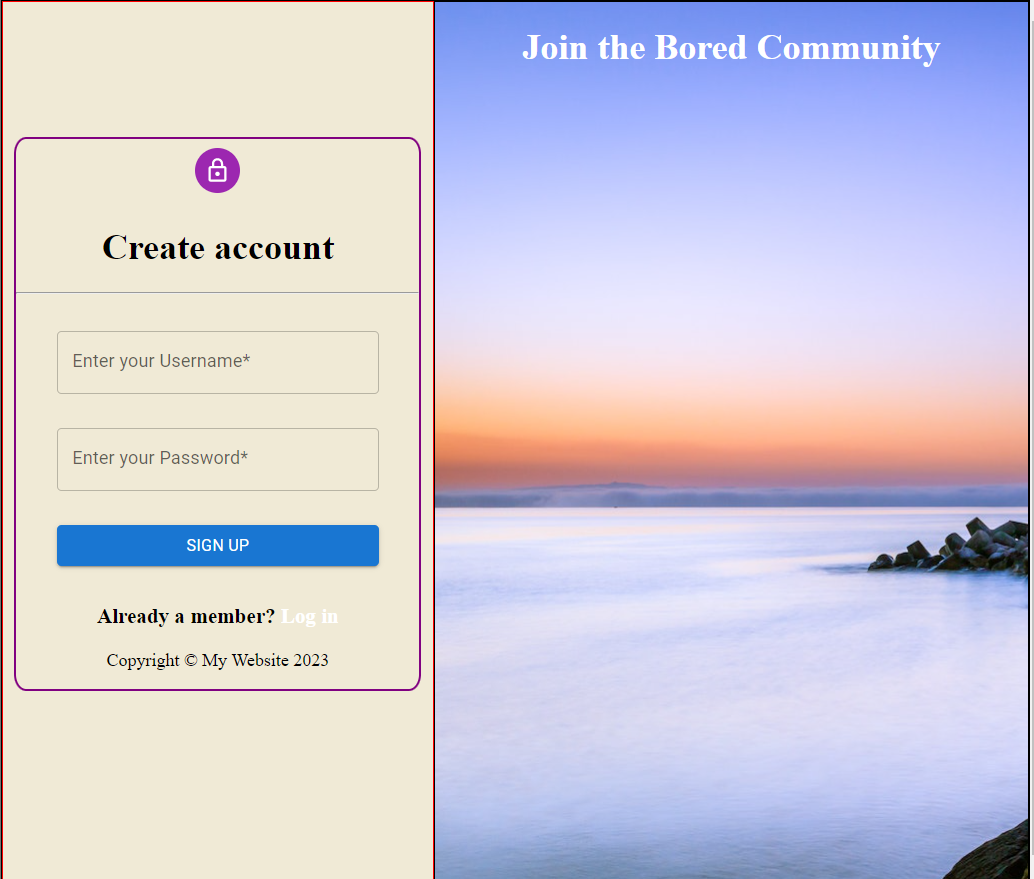 Join the Bored Community
Create account
Enter your Username*
Enter your Password*
SIGN UP
Already a member? Log in
Copyright © My Website 2023